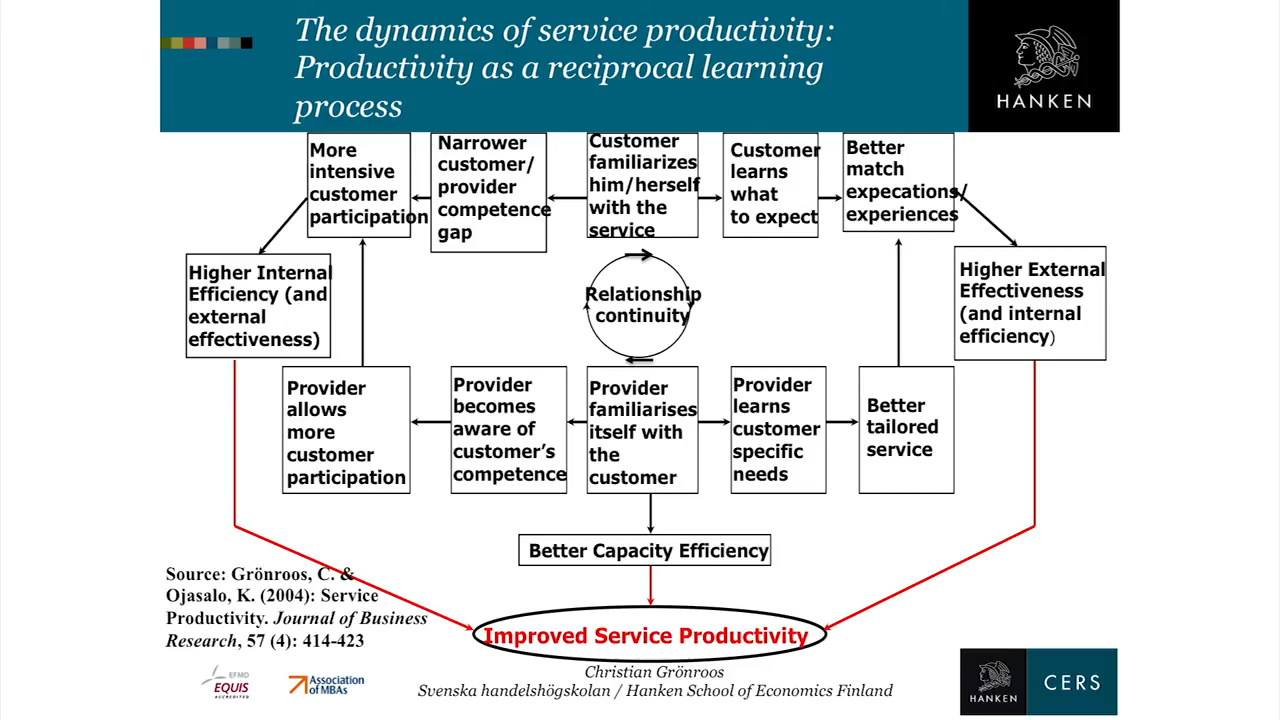 The dynamics of service productivity:
Productivity as a reciprocal learning
process
HANKEN
More
intensive
customer
participation
Narrower
customer/
provider
competence
gap
Customer
familiarizes
him/herself
with the
service
Customer
learns
what
to expect
Better
match
expecations/
experiences
Higher Internal
Efficiency (and
external
effectiveness)
Relationship
continuity
Higher External
Effectiveness
(and internal
efficiency)
Provider
allows
more
customer
participation
Provider
becomes
aware of
customer's
competence
Provider
familiarises
itself with
the
customer
Provider
learns
customer
specific
needs
Better
tailored
service
Better Capacity Efficiency
Improved Service Productivity
Source: Grönroos, C. &
Ojasalo, K. (2004): Service
Productivity. Journal of Business
Research, 57 (4): 414-423
EFMD
EQUIS
ACCREDITED
Association
of MBAs
Christian Grönroos
Svenska handelshögskolan / Hanken School of Economics Finland
HANKEN
CERS